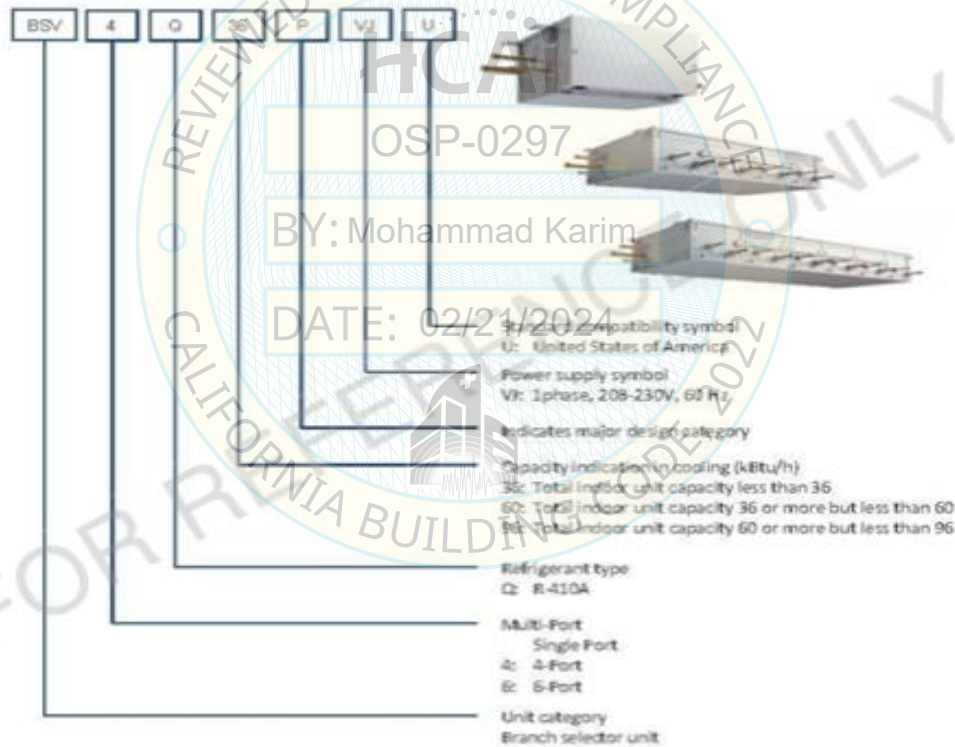 BSV 4 Q 36 P VJ U
REVIEWED COMPLIANCE
HCAi
OSP-0297
BY: Mohammad Karim
DATE: 02/21/2024
CALIFORNIA BUILDING CODE 2022
FOR REFERENCE ONLY
Standard compatibility symbol
U: United States of America
Power supply symbol
VJ: 1phase, 208-230V, 60 Hz,
Indicates major design category
Capacity indication in cooling (kBtu/h)
36: Total indoor unit capacity less than 36
60: Total indoor unit capacity 36 or more but less than 60
96: Total indoor unit capacity 60 or more but less than 96
Refrigerant type
Q: R-410A
Multi-Port
Single Port
4: 4-Port
6: 6-Port
Unit category
Branch selector unit